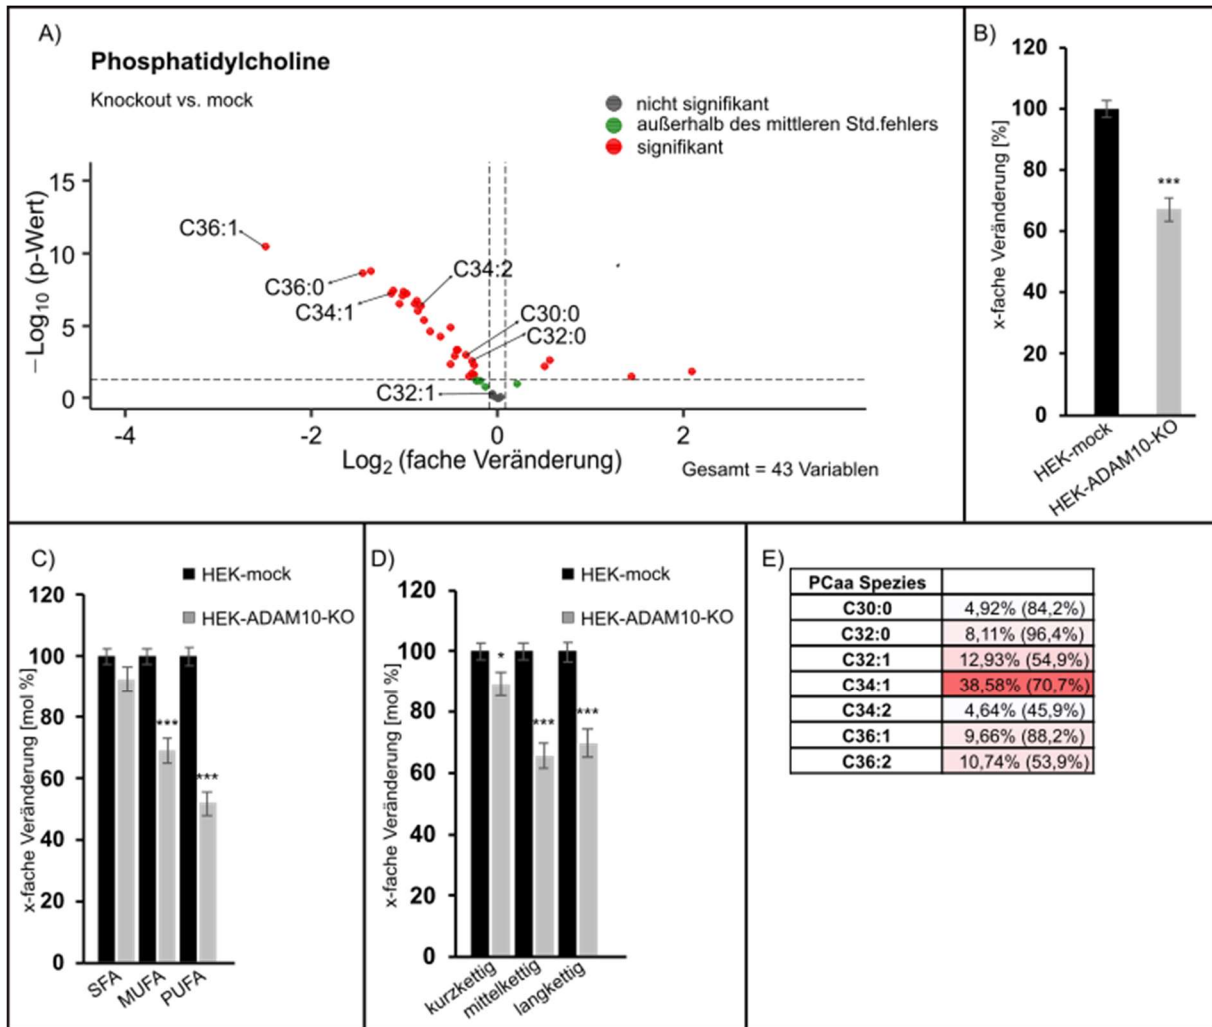 A)
Phosphatidylcholine
Knockout vs. mock
nicht signifikant
außerhalb des mittleren Std.fehlers
signifikant
−Log10 (p-Wert)
15
10
5
0
C36:1
C36:0
C34:1
C34:2
C30:0
C32:0
C32:1
-4
-2
0
2
Log2 (fache Veränderung)
Gesamt = 43 Variablen
B)
x-fache Veränderung [%]
120
100
80
60
40
20
0
***
HEK-mock
HEK-ADAM10-KO
C)
HEK-mock
HEK-ADAM10-KO
x-fache Veränderung [mol %]
120
100
80
60
40
20
0
***
***
SFA
MUFA
PUFA
D)
HEK-mock
HEK-ADAM10-KO
x-fache Veränderung [mol %]
120
100
80
60
40
20
0
*
***
***
kurzkettig
mittelkettig
langkettig
E)
PCaa Spezies
C30:0 4,92% (84,2%)
C32:0 8,11% (96,4%)
C32:1 12,93% (54,9%)
C34:1 38,58% (70,7%)
C34:2 4,64% (45,9%)
C36:1 9,66% (88,2%)
C36:2 10,74% (53,9%)